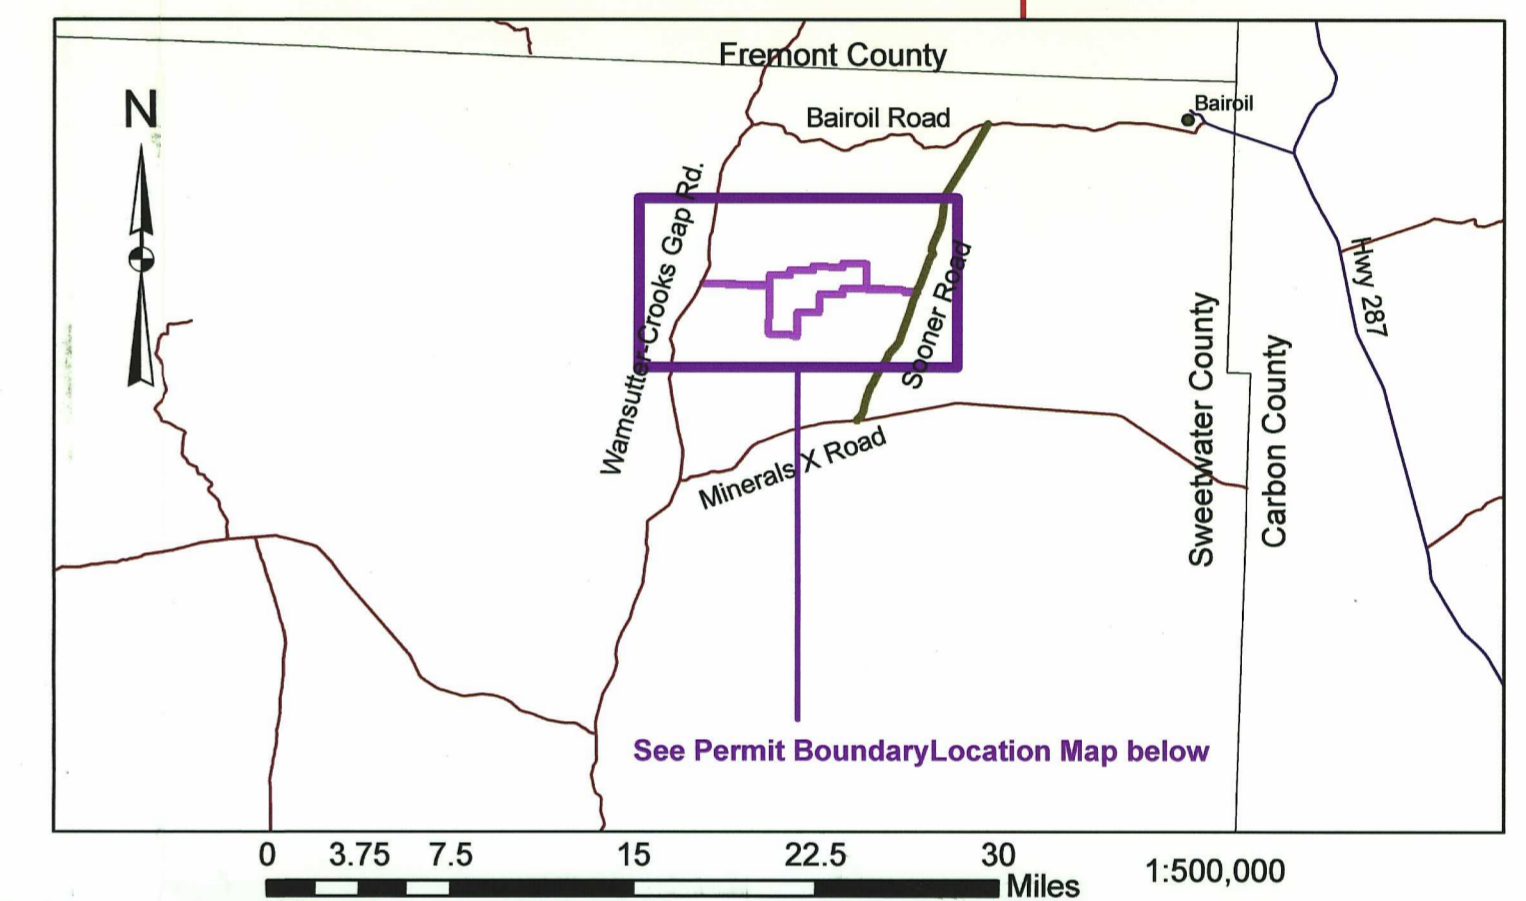 Fremont County
N
Bairoil
Bairoil Road
Wamsutter-Crooks Gap Rd.
Sooner Road
Hwy 287
Sweetwater County
Carbon County
Minerals X Road
See Permit BoundaryLocation Map below
0 3.75 7.5 15 22.5 30
Miles
1:500,000